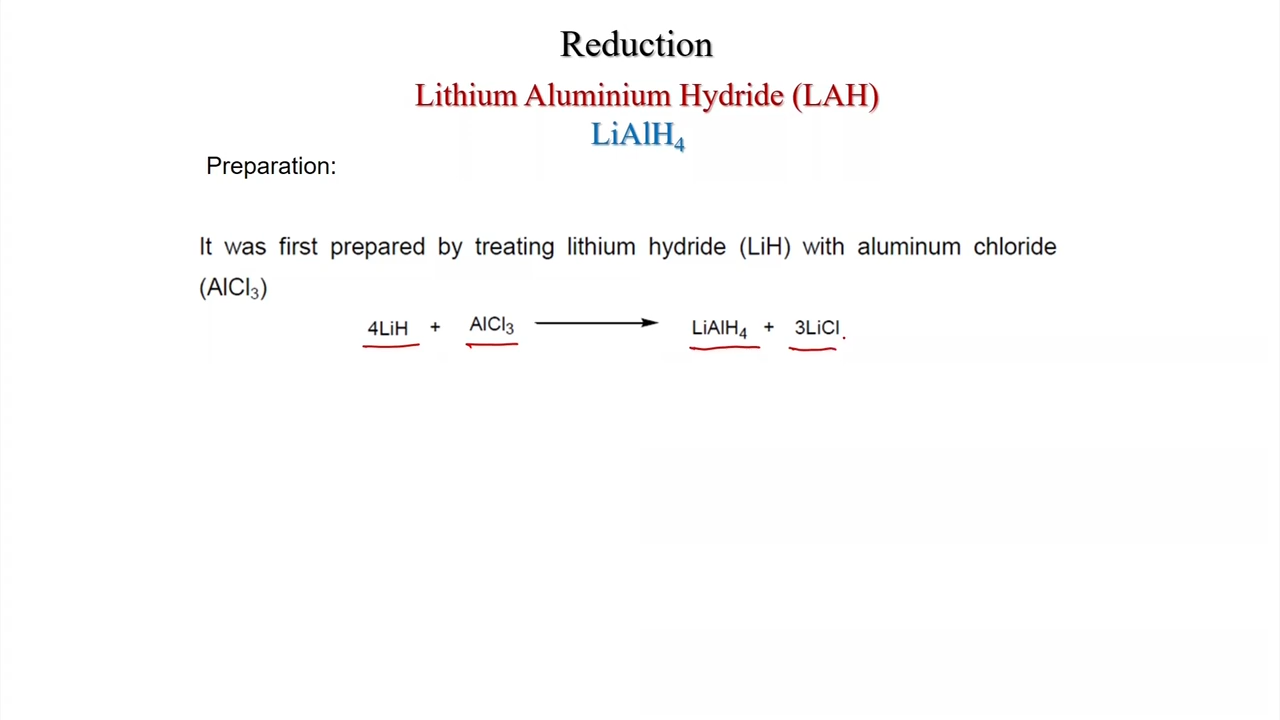 Reduction
Lithium Aluminium Hydride (LAH)
LiAlH₄
Preparation:
It was first prepared by treating lithium hydride (LiH) with aluminum chloride
(AlCl₃)
4LiH + AlCl₃ ⟶ LiAlH₄ + 3LiCl